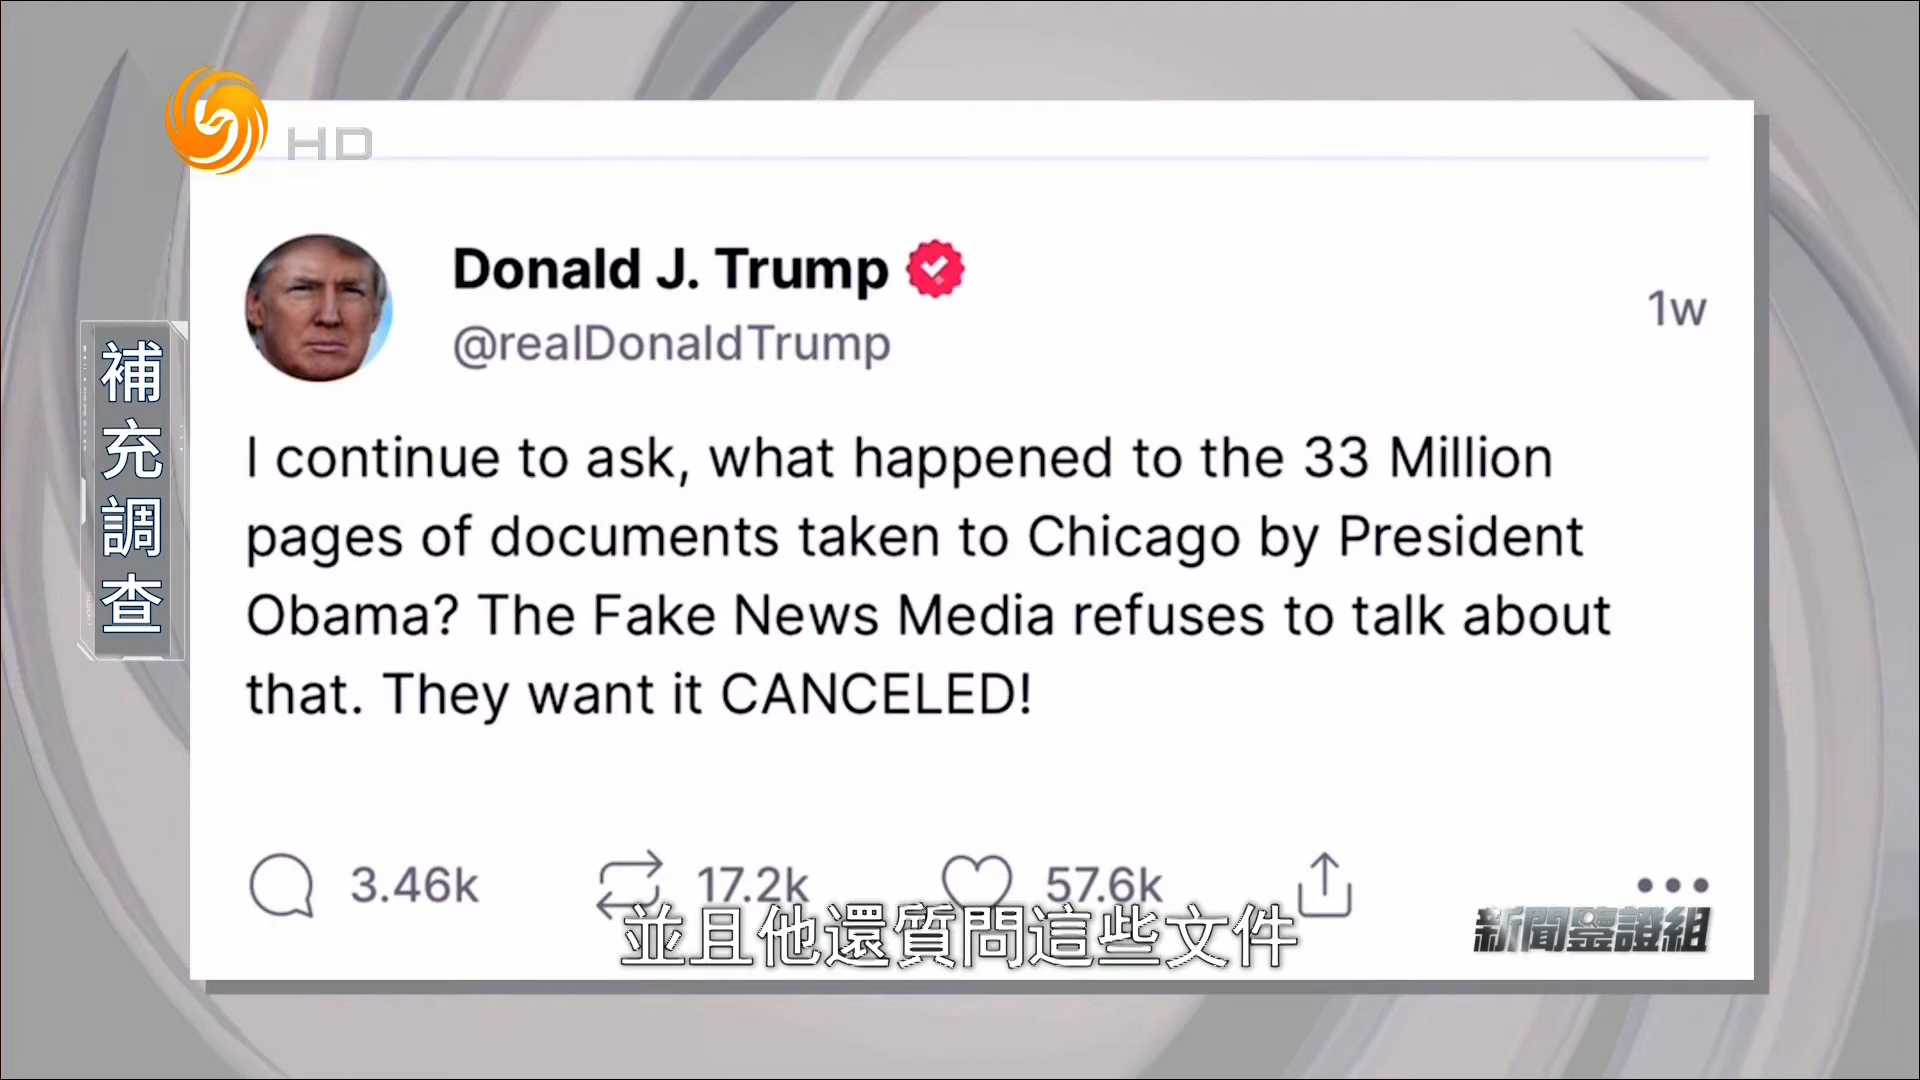 HD
Donald J. Trump
@realDonaldTrump
1w
I continue to ask, what happened to the 33 Million
pages of documents taken to Chicago by President
Obama? The Fake News Media refuses to talk about
that. They want it CANCELED!
3.46k 17.2k 57.6k
補充調查
並且他還質問這些文件
新聞鑒證組